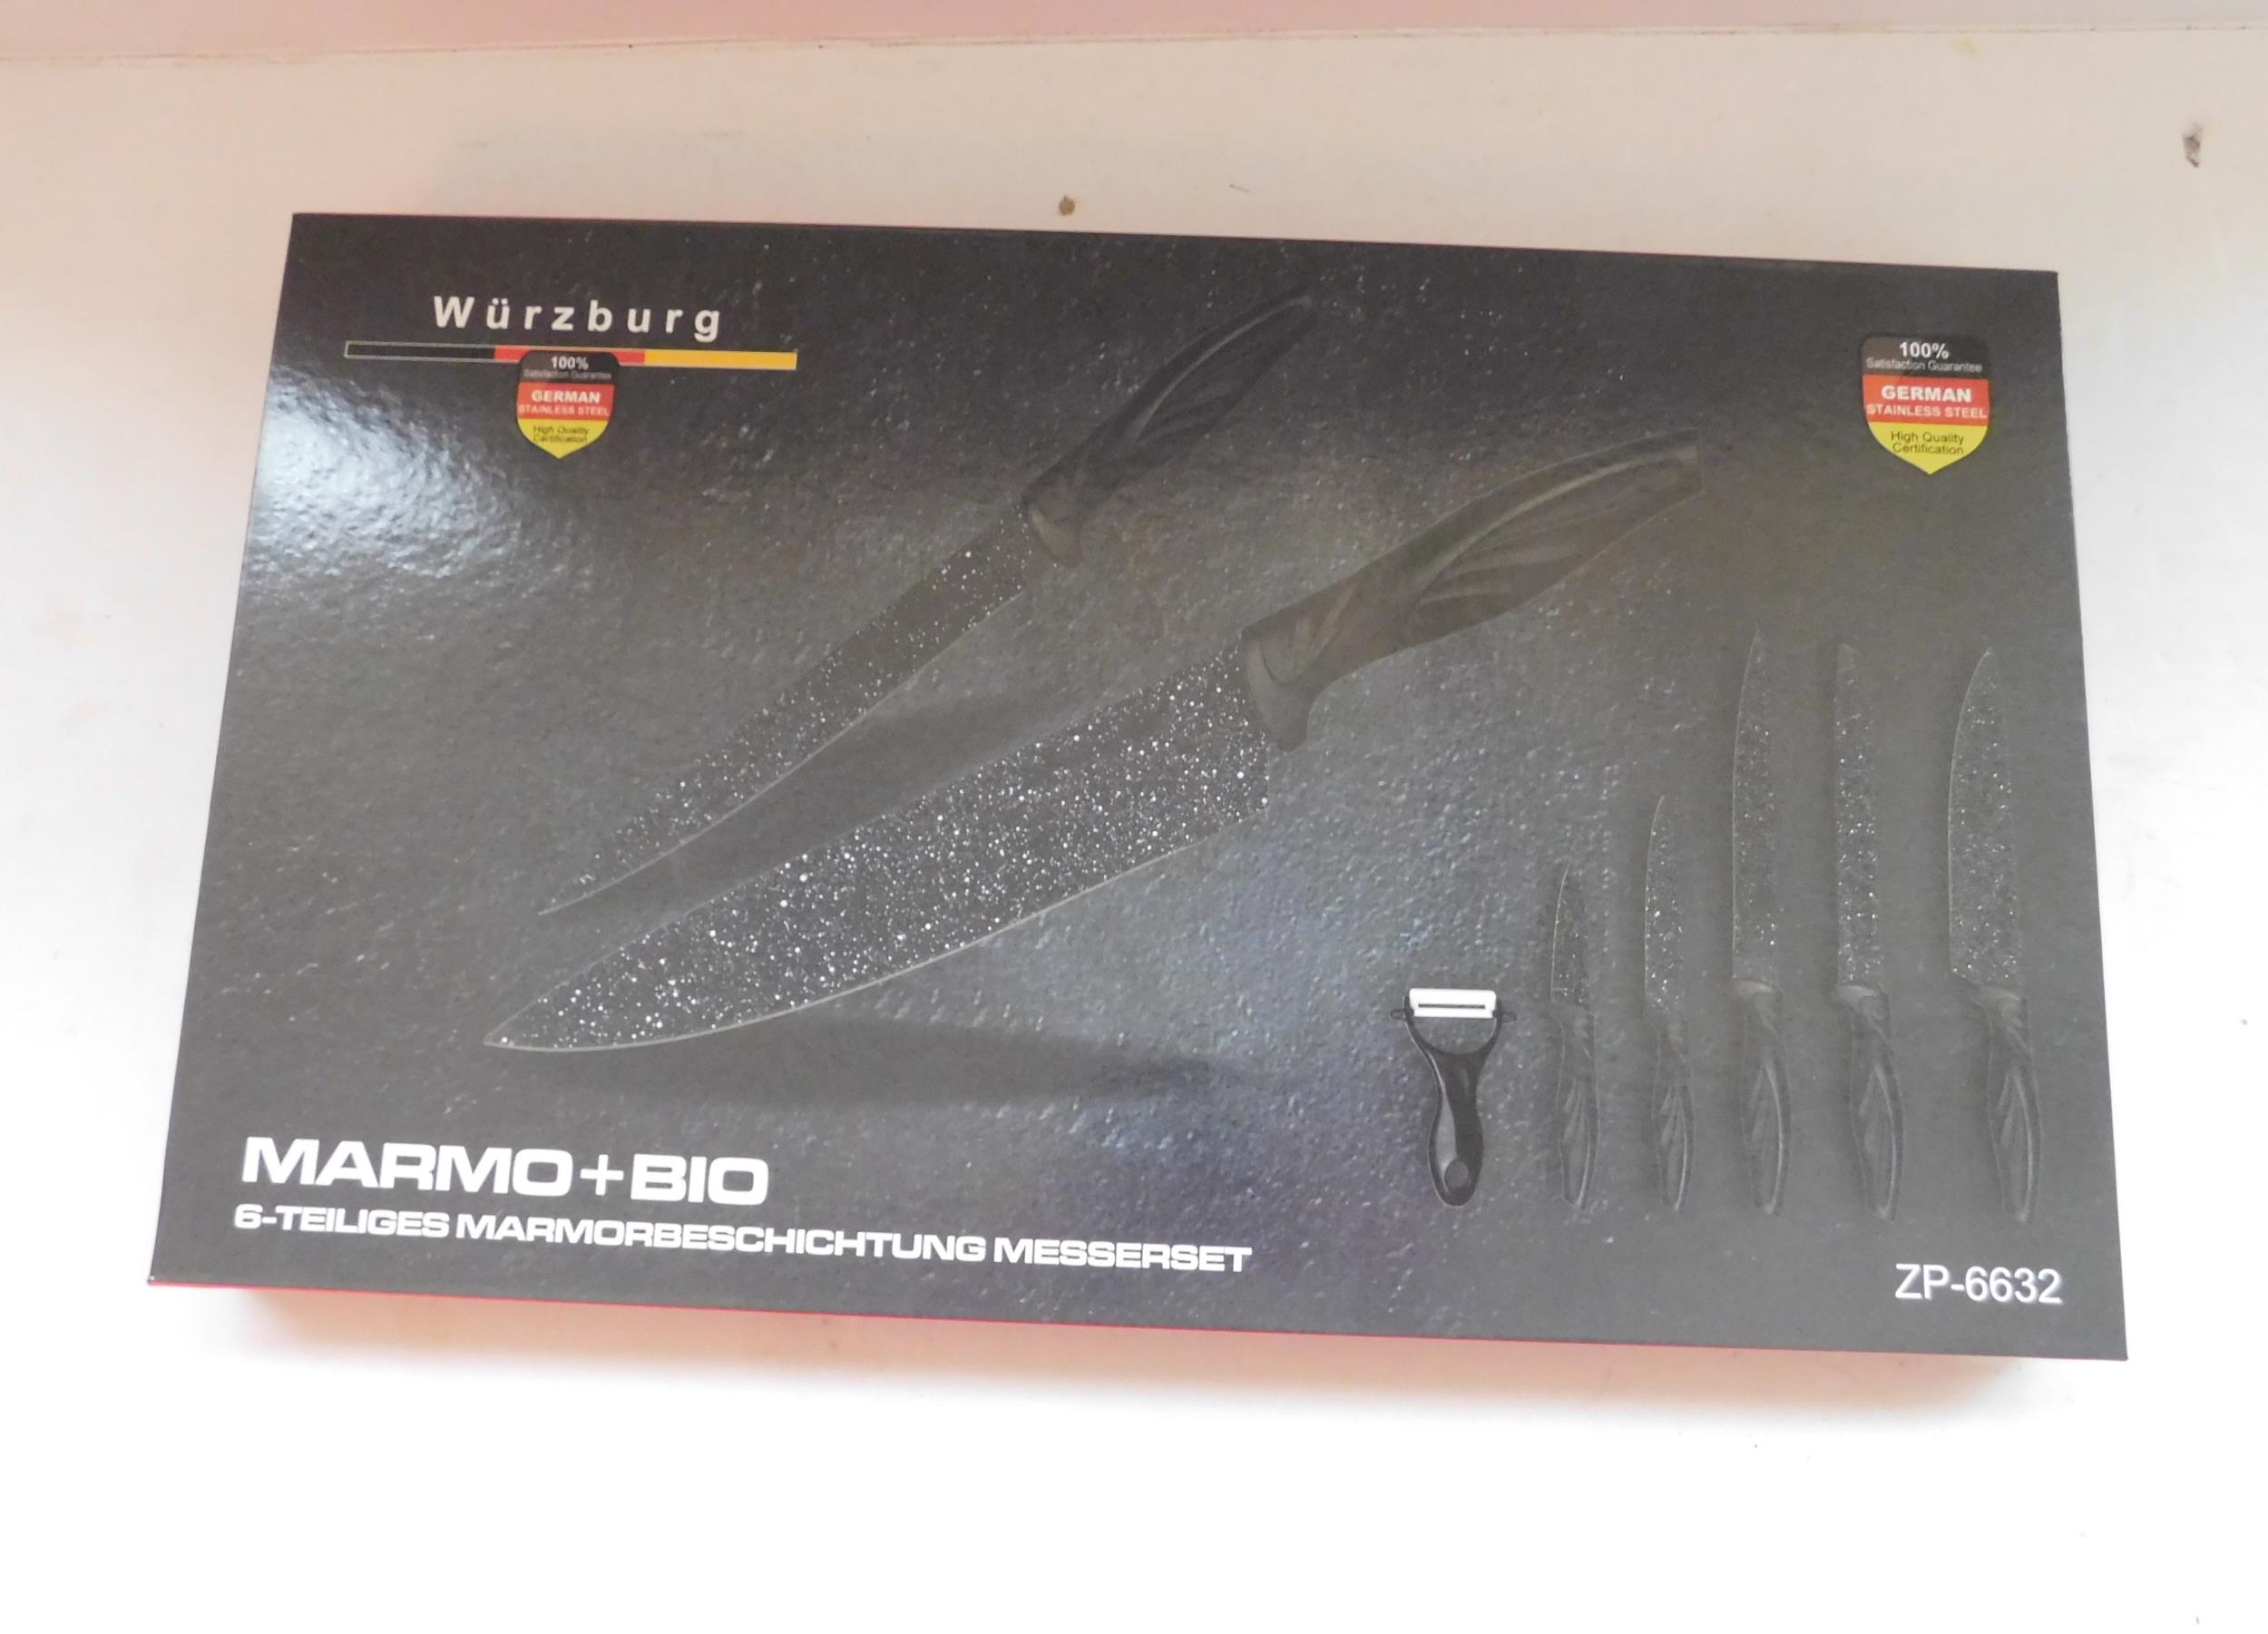 Würzburg
100%
Satisfaction Guarantee
GERMAN
STAINLESS STEEL
High Quality
Certification
100%
Satisfaction Guarantee
GERMAN
STAINLESS STEEL
High Quality
Certification
MARMO+BIO
6-TEILIGES MARMORBESCHICHTUNG MESSERSET
ZP-6632